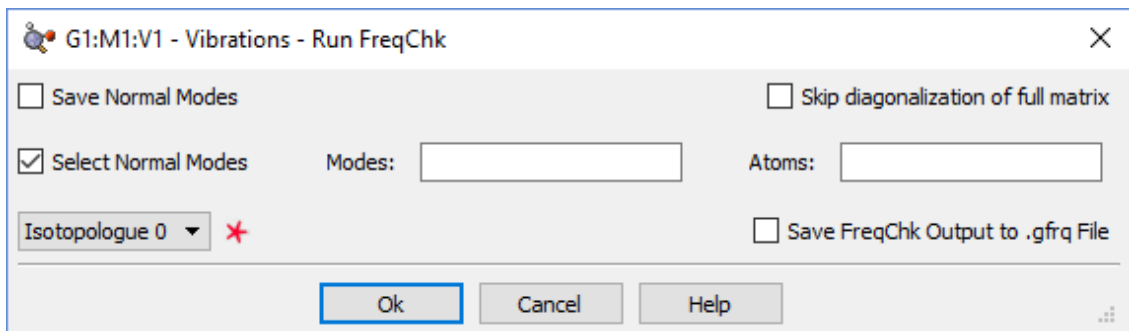 G1:M1:V1 - Vibrations - Run FreqChk
Save Normal Modes Skip diagonalization of full matrix
Select Normal Modes Modes: Atoms:
Isotopologue 0 Save FreqChk Output to .gfrq File
Ok Cancel Help